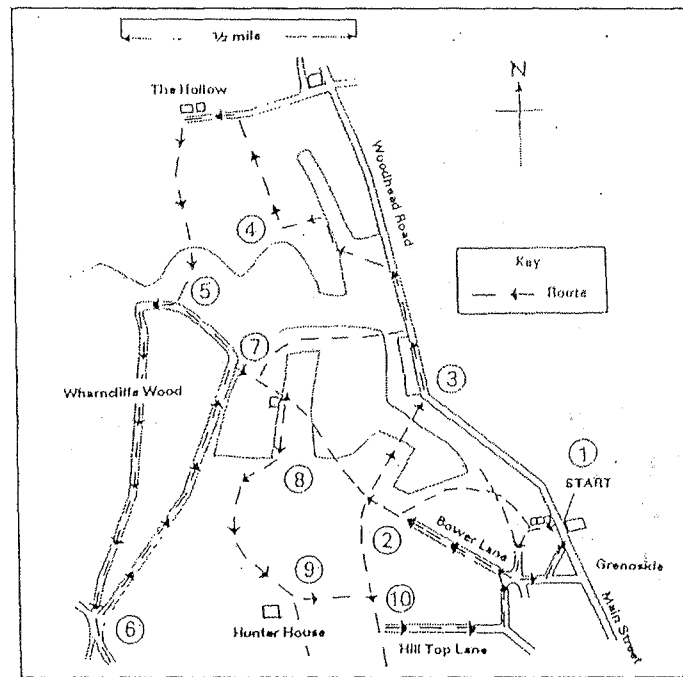 ½ mile
The Hollow
N
Woodhead Road
4
Key
Route
5
7
3
Wharncliffe Wood
1
START
8
Bower Lane
2
Grenoside
9
10
6
Hunter House
Hill Top Lane
Main Street